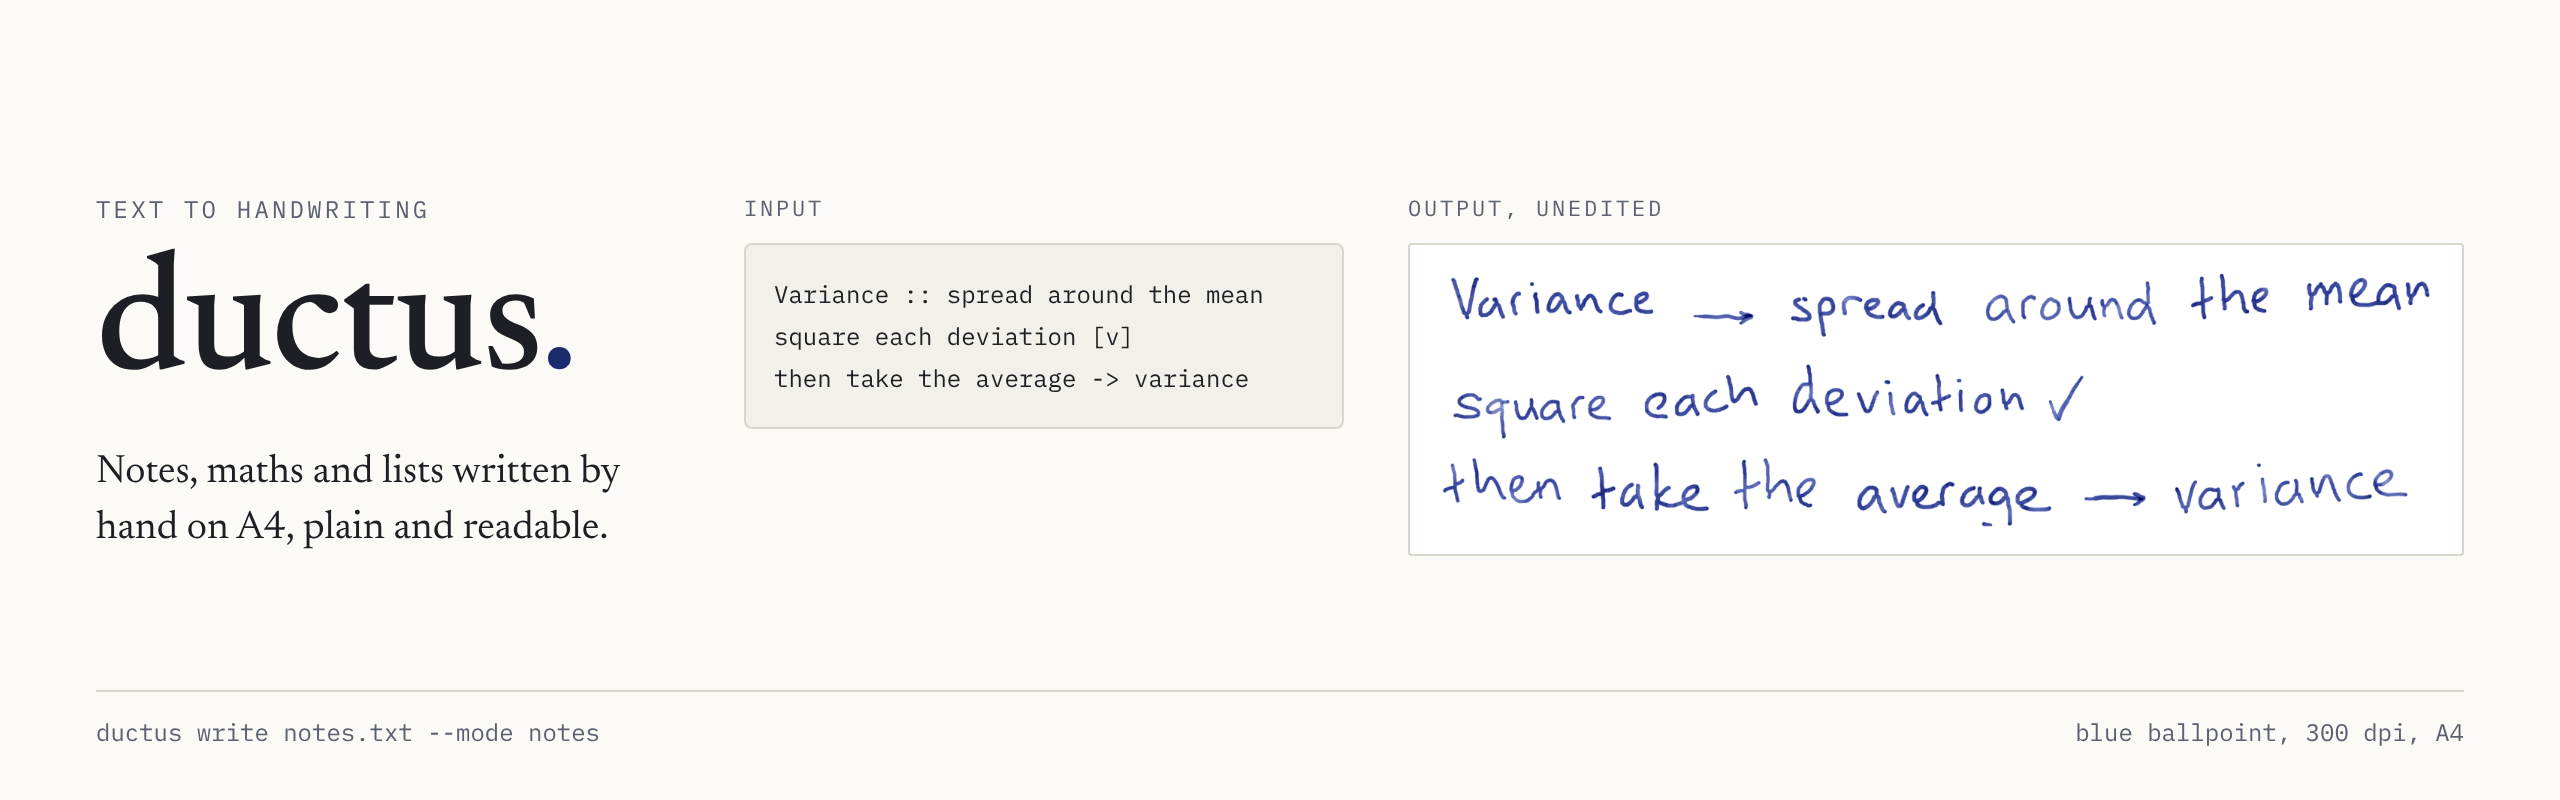 TEXT TO HANDWRITING
ductus.
Notes, maths and lists written by
hand on A4, plain and readable.
INPUT
Variance :: spread around the mean
square each deviation [v]
then take the average -> variance
OUTPUT, UNEDITED
Variance → spread around the mean
square each deviation ✓
then take the average → variance
ductus write notes.txt --mode notes
blue ballpoint, 300 dpi, A4